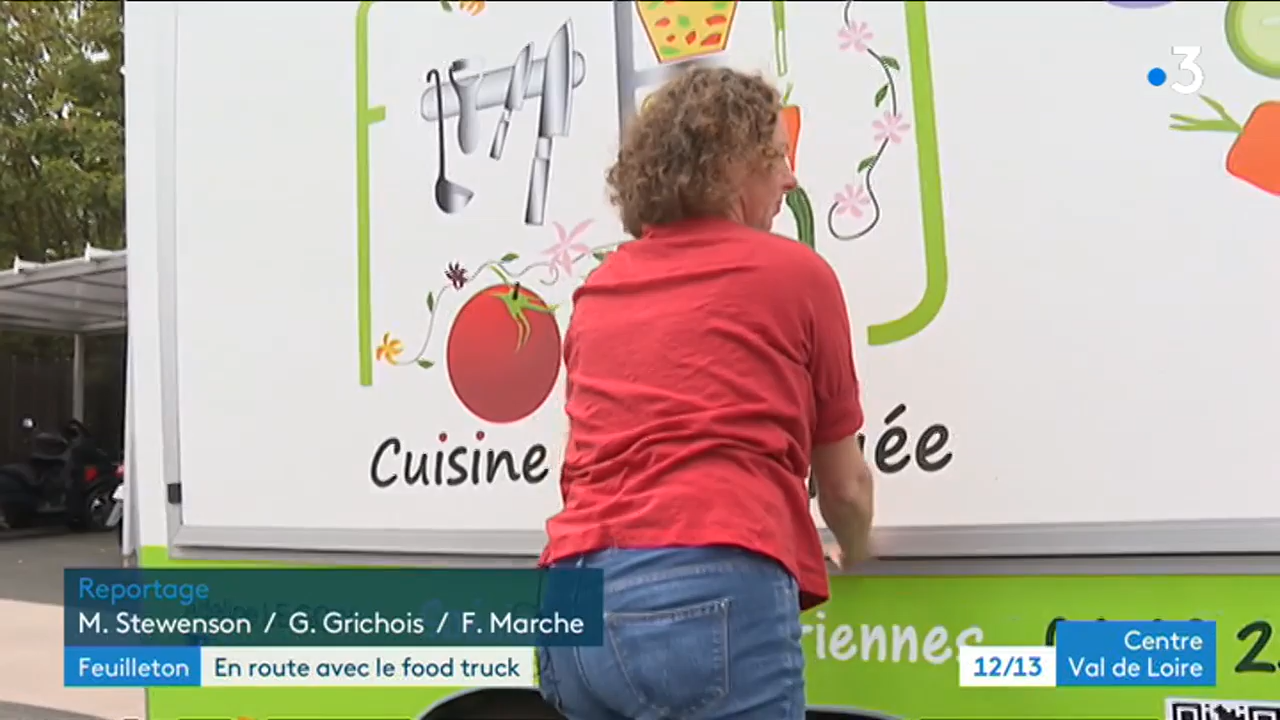 3
Cuisine
ée
Reportage
M. Stewenson / G. Grichois / F. Marche
Feuilleton
En route avec le food truck
riennes
2
12/13
Centre
Val de Loire